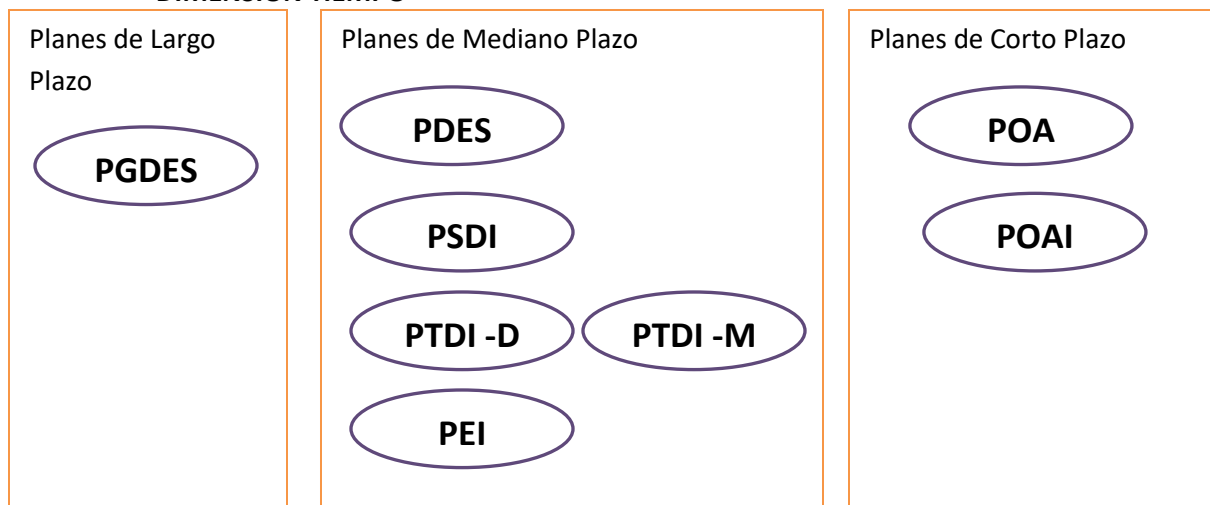 Planes de Largo
Plazo
PGDES
Planes de Mediano Plazo
PDES
PSDI
PTDI -D
PTDI -M
PEI
Planes de Corto Plazo
POA
POAI